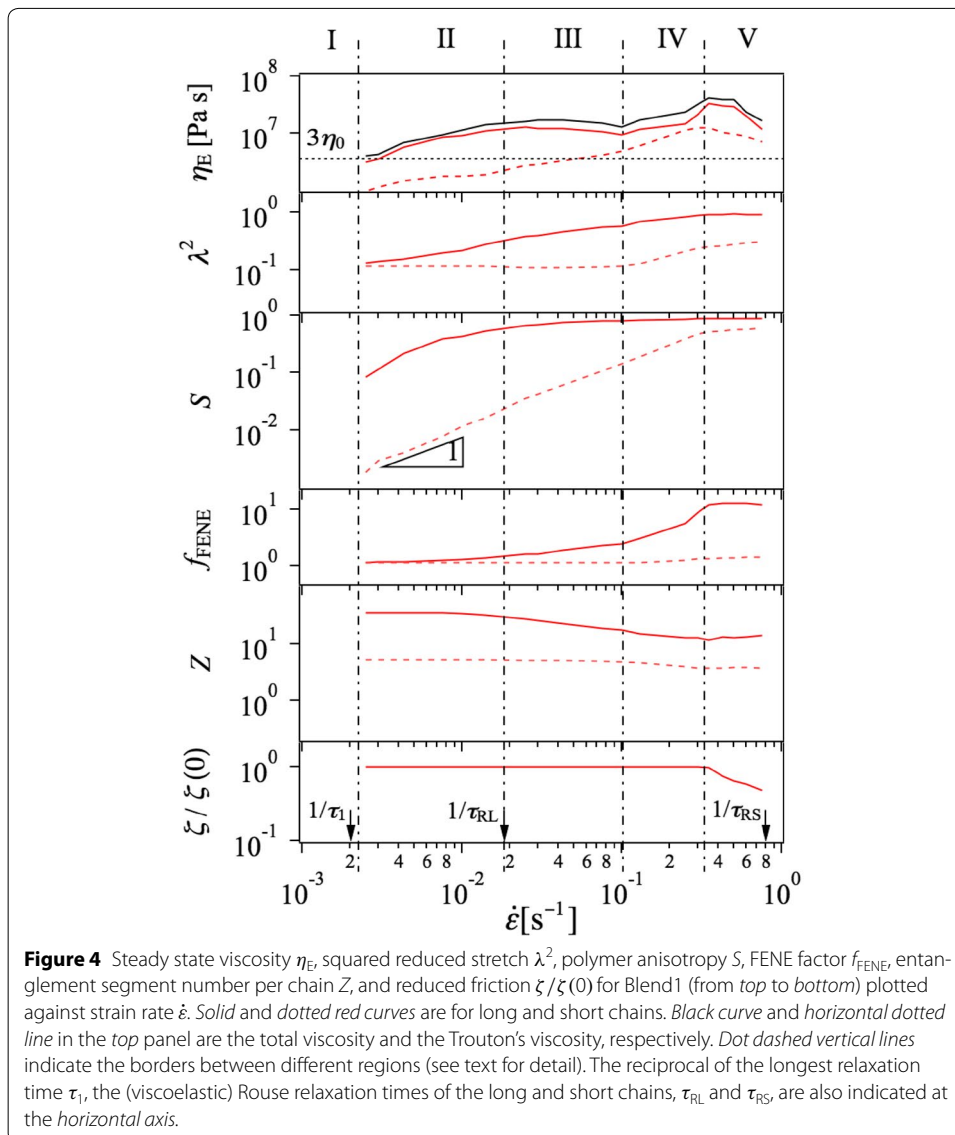 I II III IV V
10^8
10^7
η_E [Pa s]
3η_0
10^0
10^-1
λ^2
10^0
10^0
10^-1
10^-2
S
1
10^1
10^0
f_FENE
10^1
10^0
Z
10^0
10^-1
ζ / ζ(0)
1/τ_1 1/τ_RL 1/τ_RS
2 4 6 8 2 4 6 8 2 4 6 8
10^-3 10^-2 10^-1 10^0
ε̇[s^-1]
Figure 4 Steady state viscosity η_E, squared reduced stretch λ^2, polymer anisotropy S, FENE factor f_FENE, entan-
glement segment number per chain Z, and reduced friction ζ/ζ(0) for Blend1 (from top to bottom) plotted
against strain rate ε̇. Solid and dotted red curves are for long and short chains. Black curve and horizontal dotted
line in the top panel are the total viscosity and the Trouton's viscosity, respectively. Dot dashed vertical lines
indicate the borders between different regions (see text for detail). The reciprocal of the longest relaxation
time τ_1, the (viscoelastic) Rouse relaxation times of the long and short chains, τ_RL and τ_RS, are also indicated at
the horizontal axis.